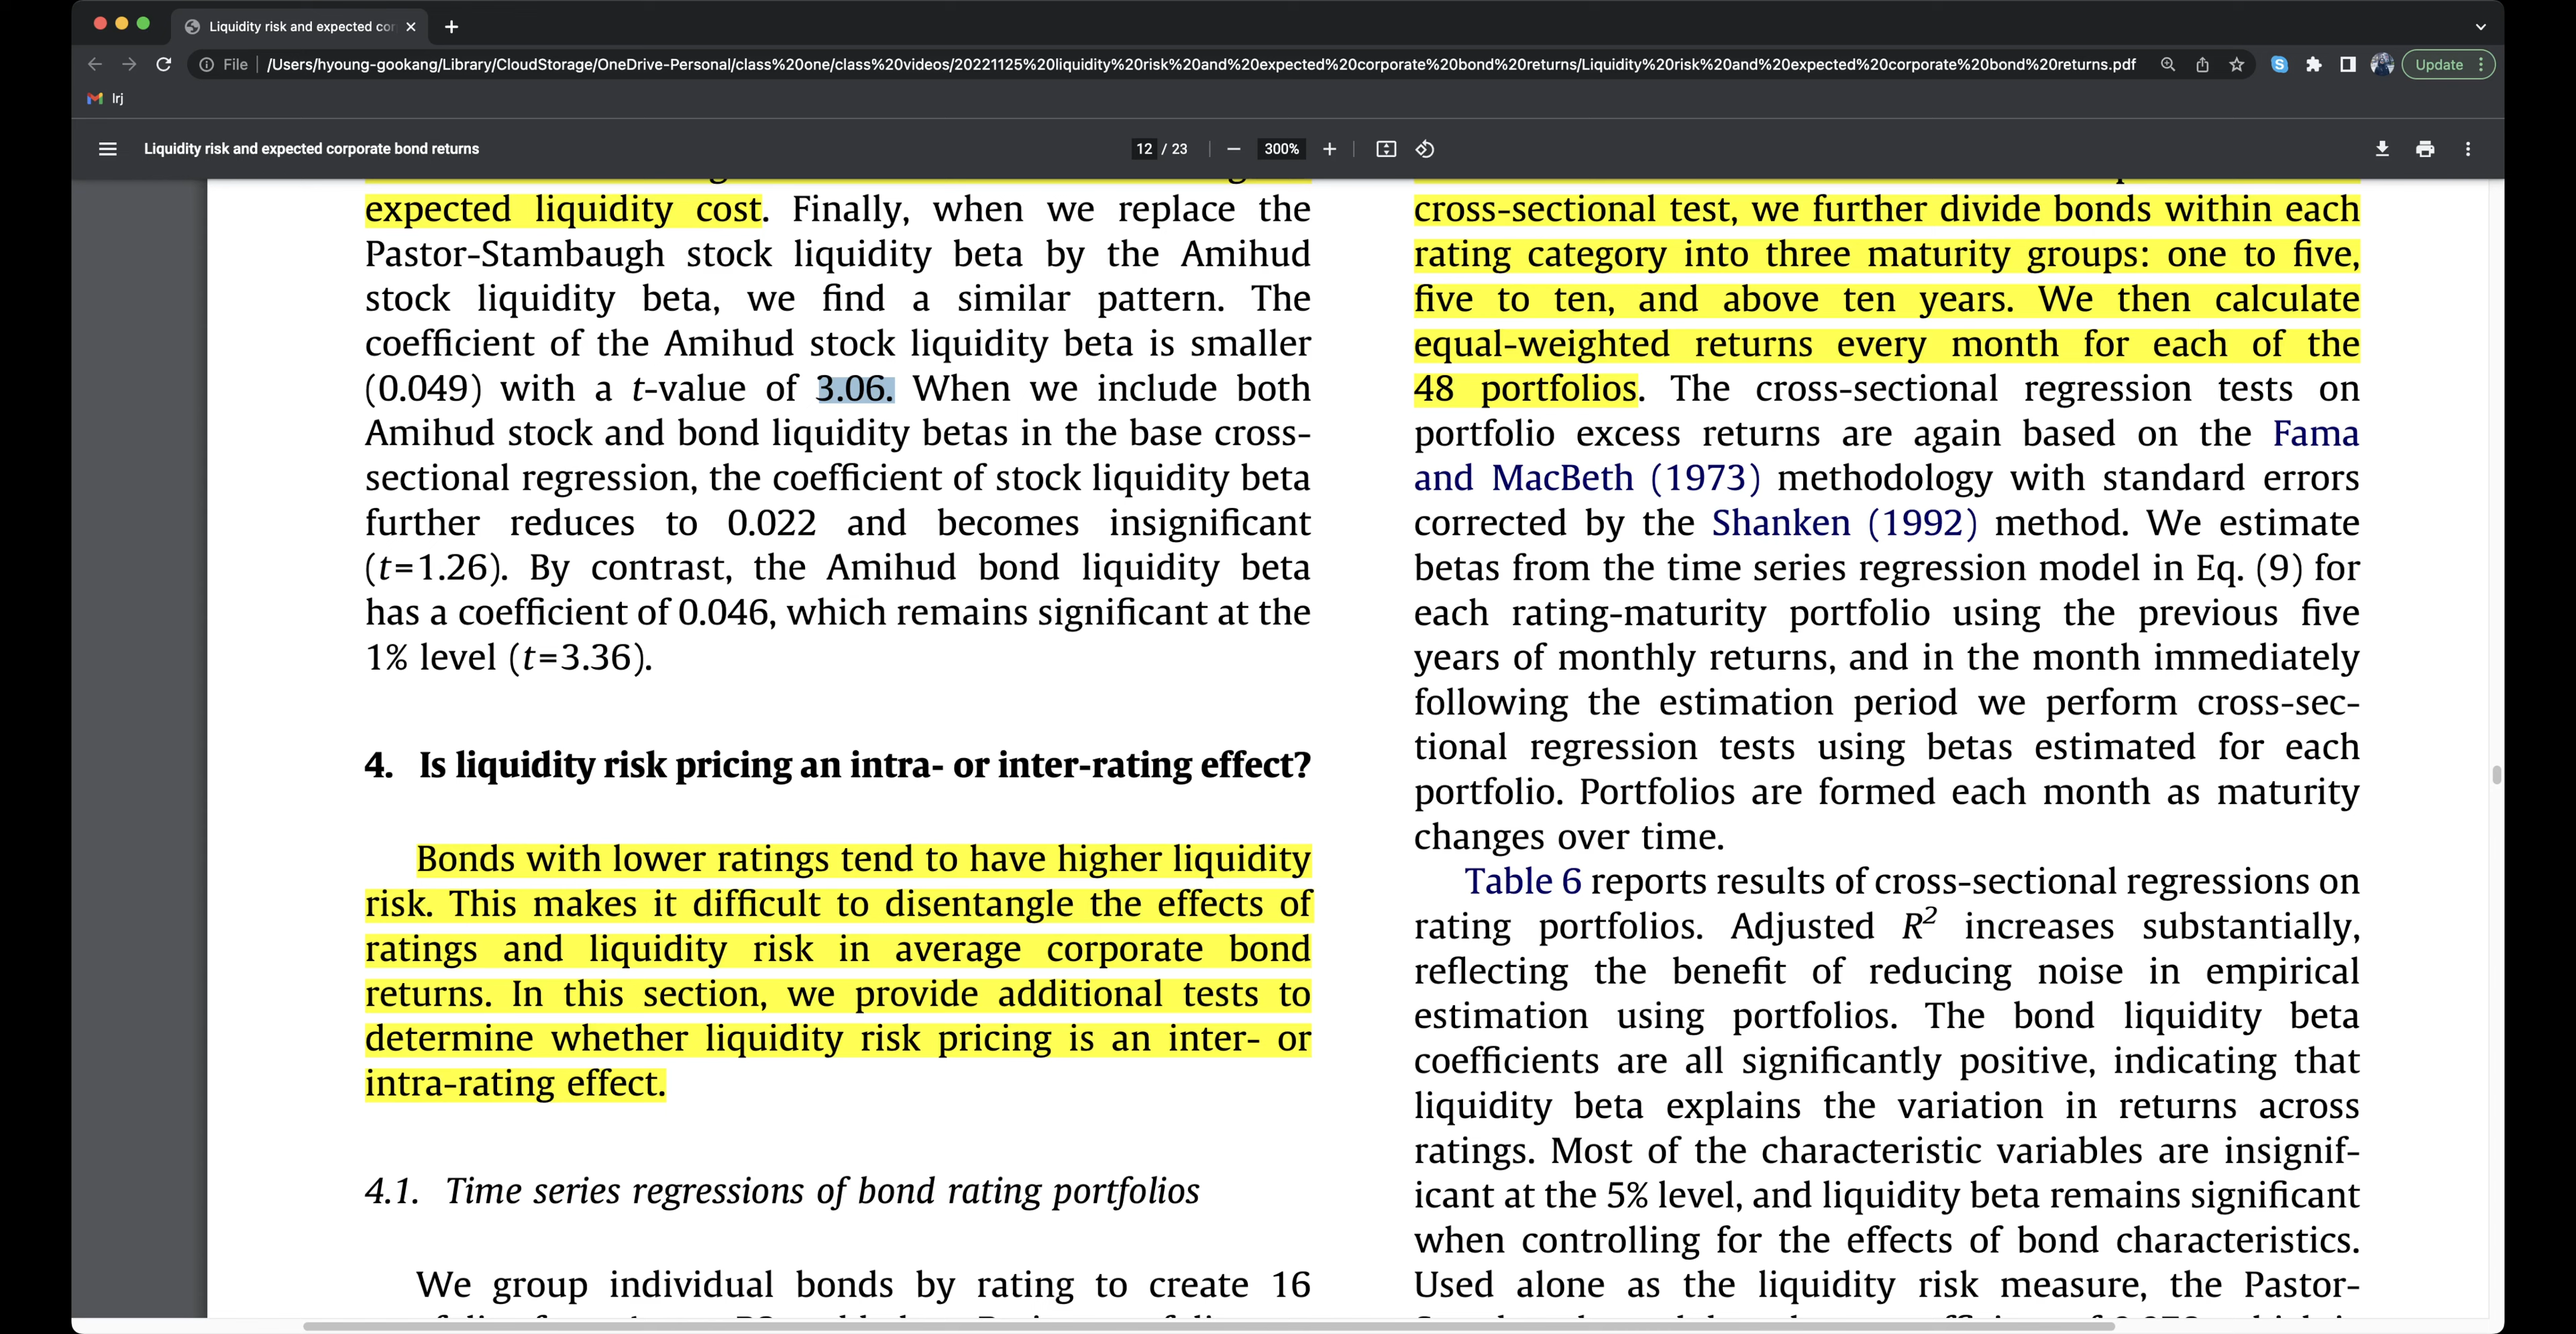 Liquidity risk and expected cor
File
/Users/hyoung-gookang/Library/CloudStorage/OneDrive-Personal/class%20one/class%20videos/20221125%20liquidity%20risk%20and%20expected%20corporate%20bond%20returns/Liquidity%20risk%20and%20expected%20corporate%20bond%20returns.pdf
Update
lrj
Liquidity risk and expected corporate bond returns
12 / 23
300%
expected liquidity cost. Finally, when we replace the
Pastor-Stambaugh stock liquidity beta by the Amihud
stock liquidity beta, we find a similar pattern. The
coefficient of the Amihud stock liquidity beta is smaller
(0.049) with a t-value of 3.06. When we include both
Amihud stock and bond liquidity betas in the base cross-
sectional regression, the coefficient of stock liquidity beta
further reduces to 0.022 and becomes insignificant
(t=1.26). By contrast, the Amihud bond liquidity beta
has a coefficient of 0.046, which remains significant at the
1% level (t=3.36).
4. Is liquidity risk pricing an intra- or inter-rating effect?
Bonds with lower ratings tend to have higher liquidity
risk. This makes it difficult to disentangle the effects of
ratings and liquidity risk in average corporate bond
returns. In this section, we provide additional tests to
determine whether liquidity risk pricing is an inter- or
intra-rating effect.
4.1. Time series regressions of bond rating portfolios
We group individual bonds by rating to create 16
cross-sectional test, we further divide bonds within each
rating category into three maturity groups: one to five,
five to ten, and above ten years. We then calculate
equal-weighted returns every month for each of the
48 portfolios. The cross-sectional regression tests on
portfolio excess returns are again based on the Fama
and MacBeth (1973) methodology with standard errors
corrected by the Shanken (1992) method. We estimate
betas from the time series regression model in Eq. (9) for
each rating-maturity portfolio using the previous five
years of monthly returns, and in the month immediately
following the estimation period we perform cross-sec-
tional regression tests using betas estimated for each
portfolio. Portfolios are formed each month as maturity
changes over time.
Table 6 reports results of cross-sectional regressions on
rating portfolios. Adjusted R² increases substantially,
reflecting the benefit of reducing noise in empirical
estimation using portfolios. The bond liquidity beta
coefficients are all significantly positive, indicating that
liquidity beta explains the variation in returns across
ratings. Most of the characteristic variables are insignif-
icant at the 5% level, and liquidity beta remains significant
when controlling for the effects of bond characteristics.
Used alone as the liquidity risk measure, the Pastor-